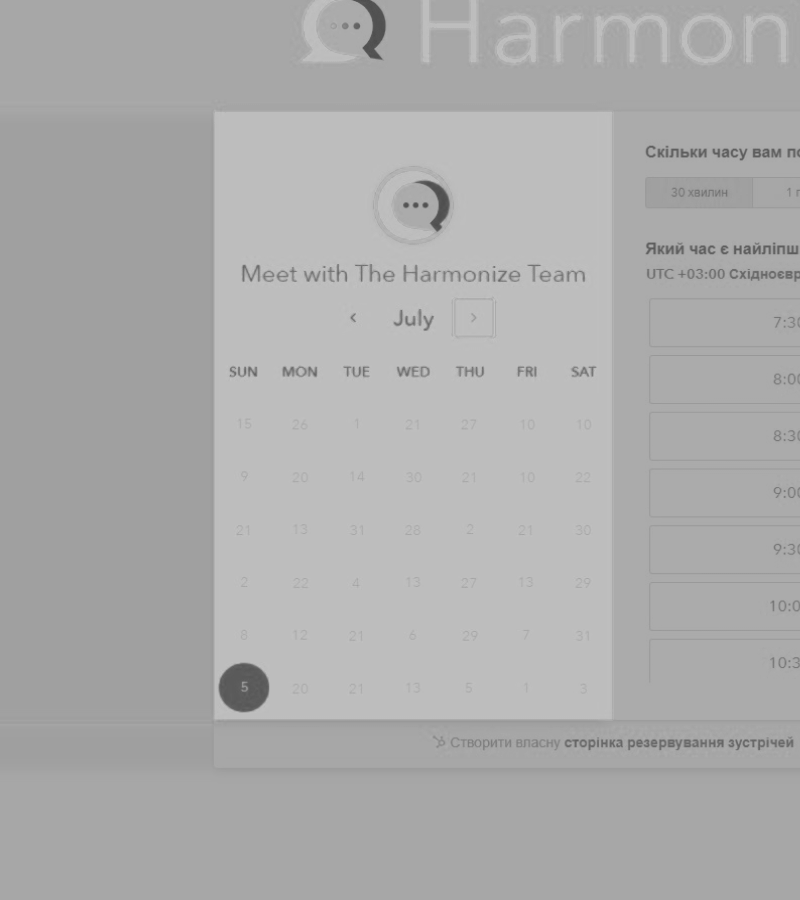 Harmon
Meet with The Harmonize Team
July
SUN MON TUE WED THU FRI SAT
15 26 1 21 27 10 10
9 20 14 30 21 10 22
21 13 31 28 2 21 30
2 22 4 13 27 13 29
8 12 21 6 29 7 31
5 20 21 13 5 1 3
Скільки часу вам по
30 хвилин 1 г
Який час є найліпш
UTC +03:00 Східноєвр
7:30
8:00
8:30
9:00
9:30
10:0
10:3
Створити власну сторінка резервування зустрічей